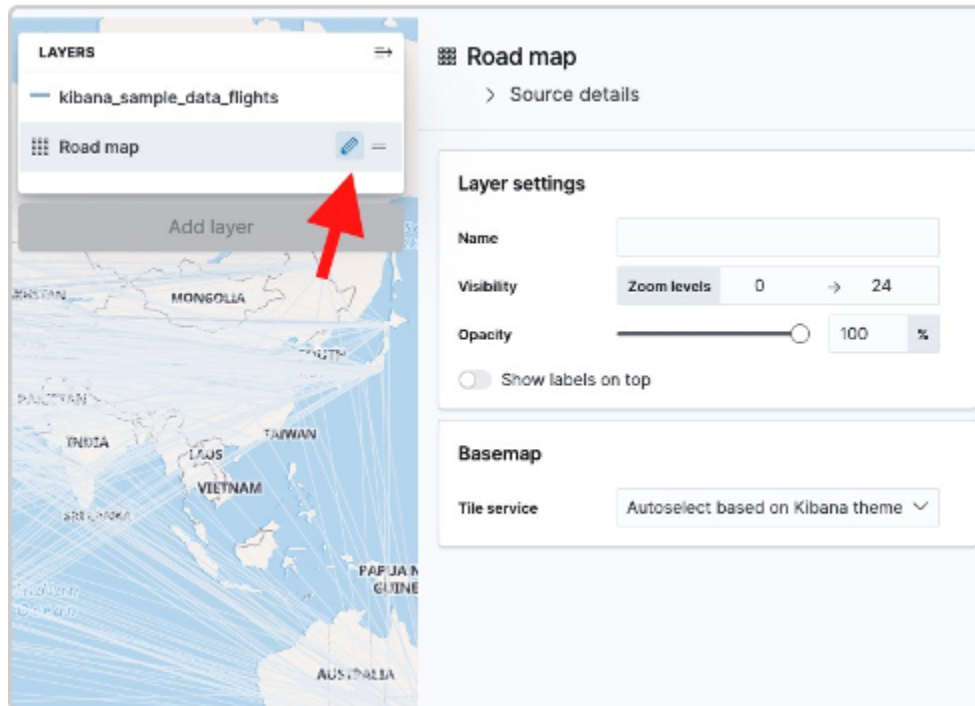 LAYERS
kibana_sample_data_flights
Road map
Add layer
MONGOLIA
INDIA
TAIWAN
LAOS
VIETNAM
SRI LANKA
PAPUA N
GUINE
AUSTRALIA
Road map
Source details
Layer settings
Name
Visibility Zoom levels 0 → 24
Opacity 100 %
Show labels on top
Basemap
Tile service Autoselect based on Kibana theme